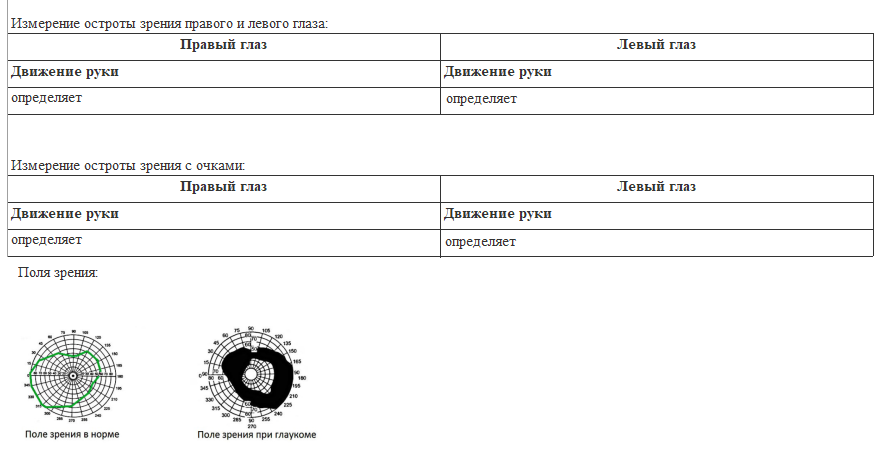 Измерение остроты зрения правого и левого глаза:
Правый глаз Левый глаз
Движение руки Движение руки
определяет определяет
Измерение остроты зрения с очками:
Правый глаз Левый глаз
Движение руки Движение руки
определяет определяет
Поля зрения:
Поле зрения в норме Поле зрения при глаукоме